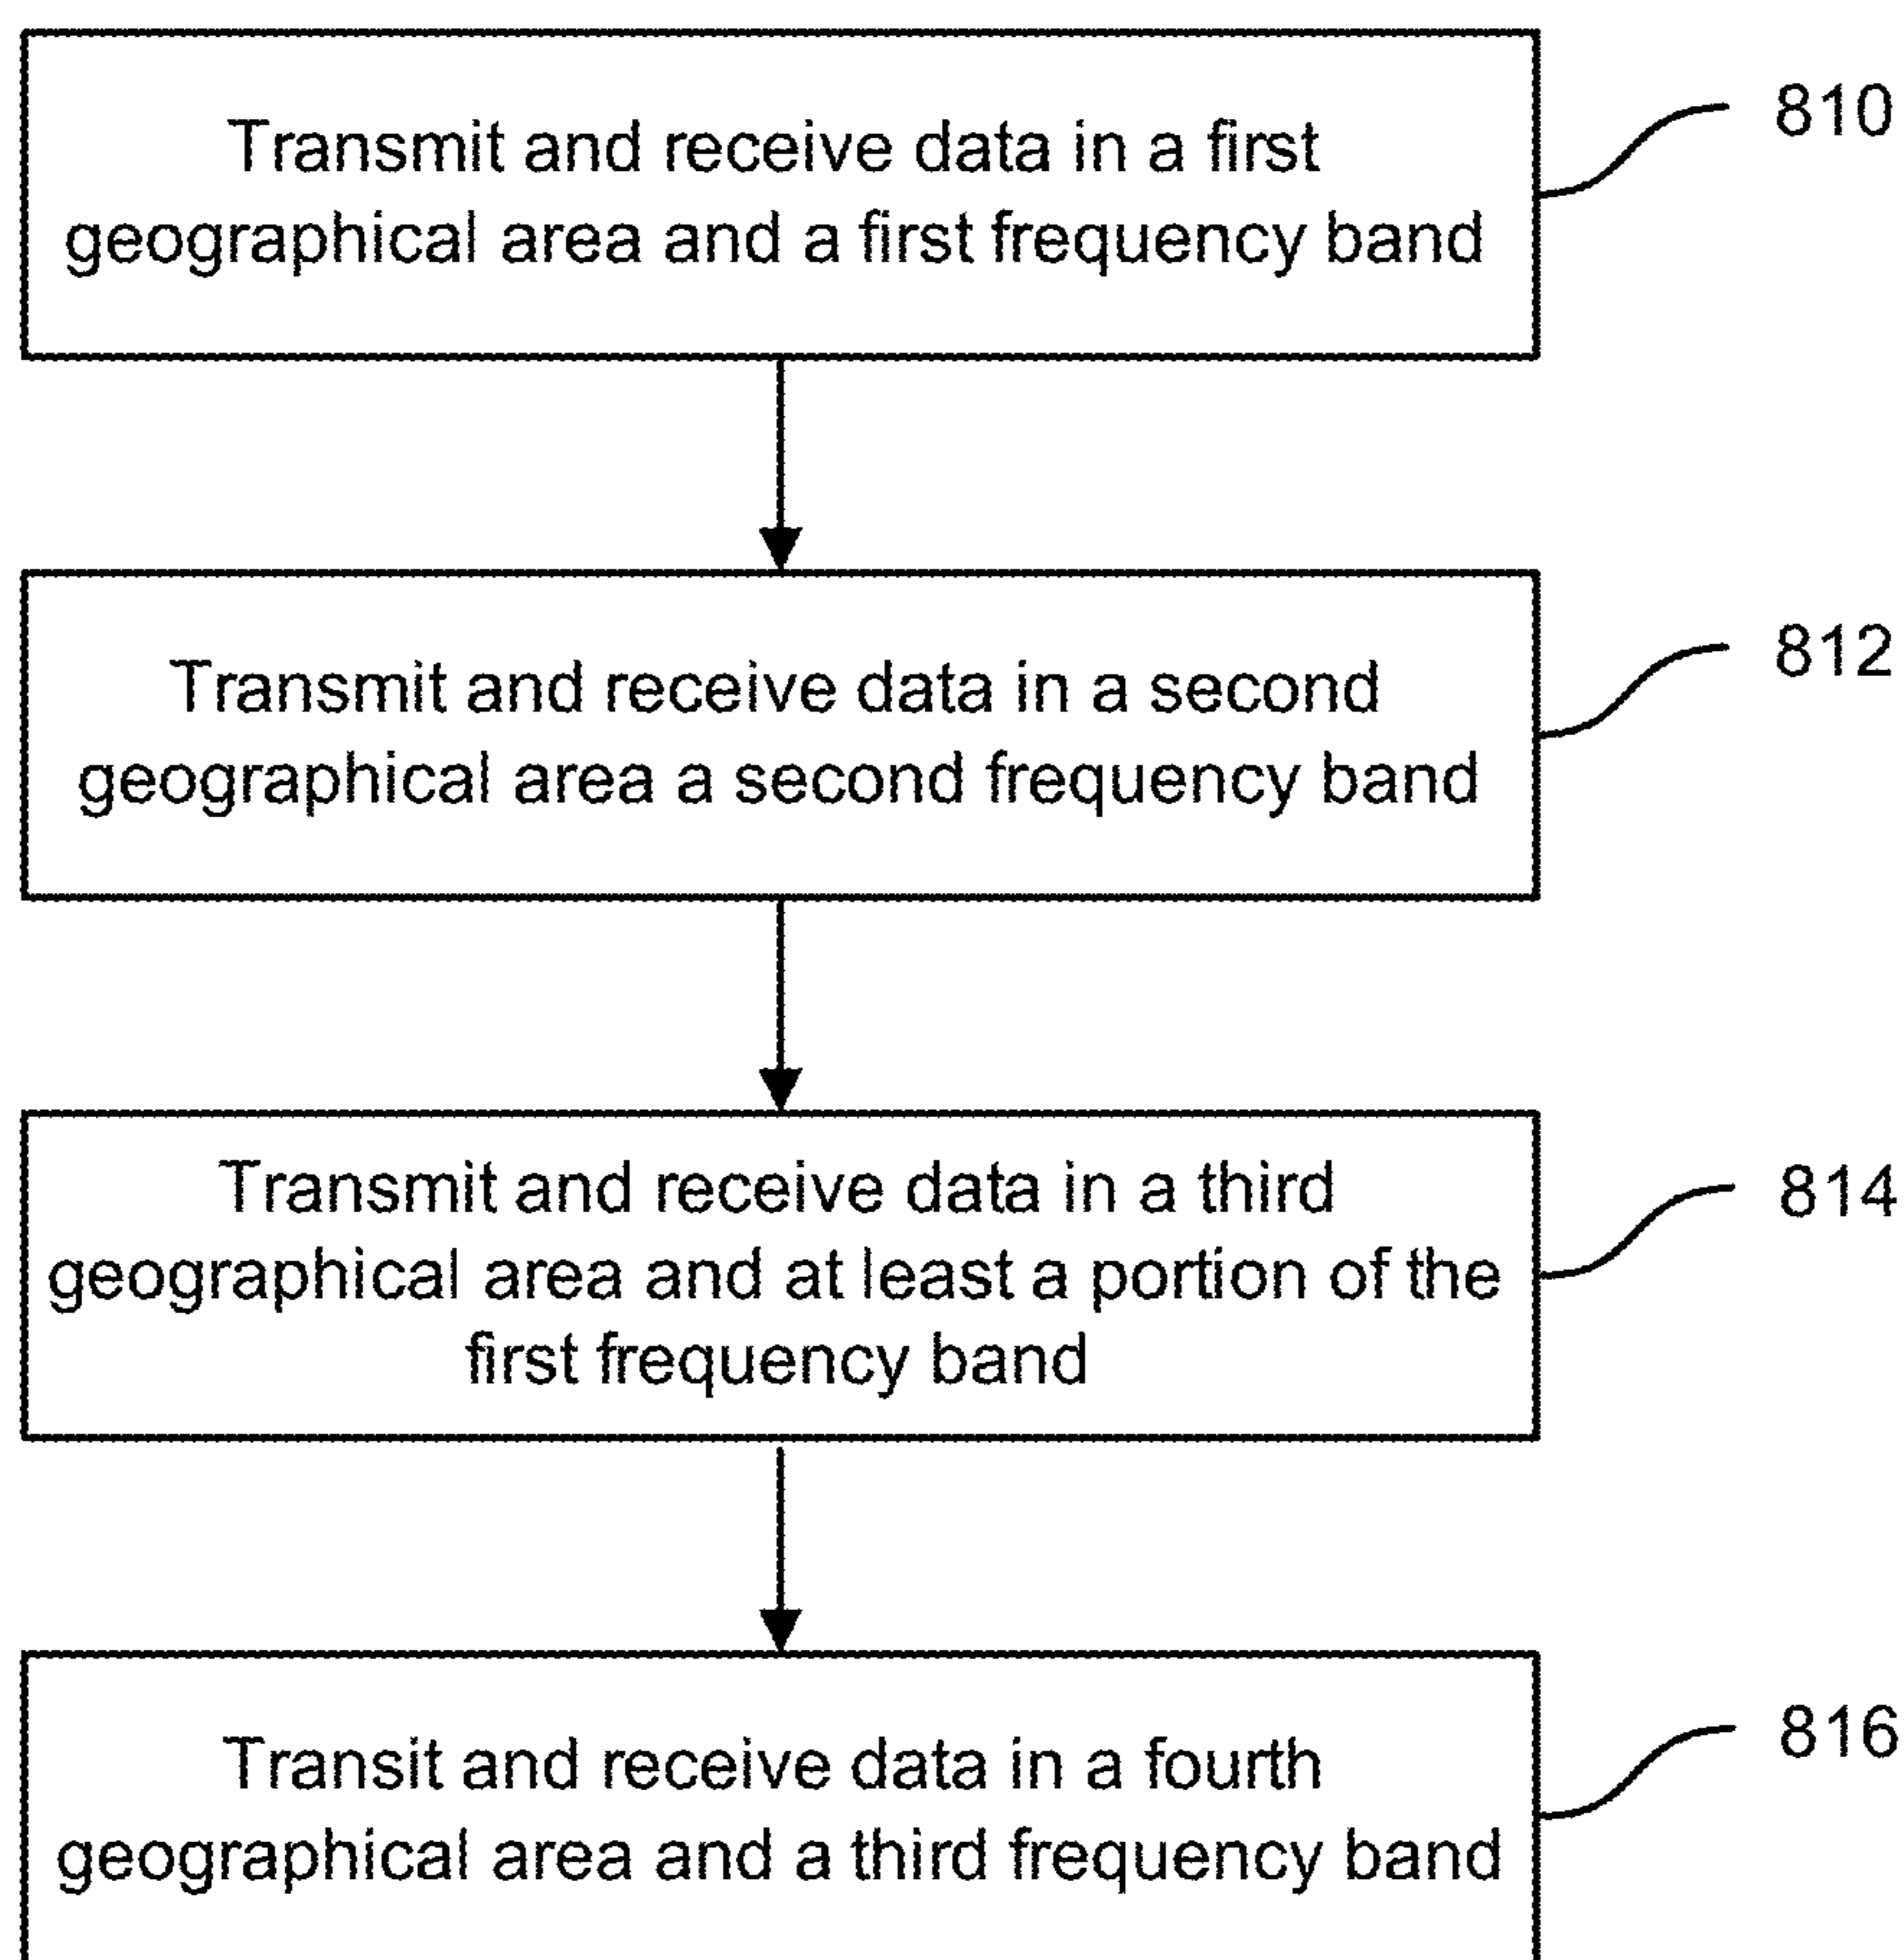 Transmit and receive data in a first
geographical area and a first frequency band
810
Transmit and receive data in a second
geographical area a second frequency band
812
Transmit and receive data in a third
geographical area and at least a portion of the
first frequency band
814
Transit and receive data in a fourth
geographical area and a third frequency band
816